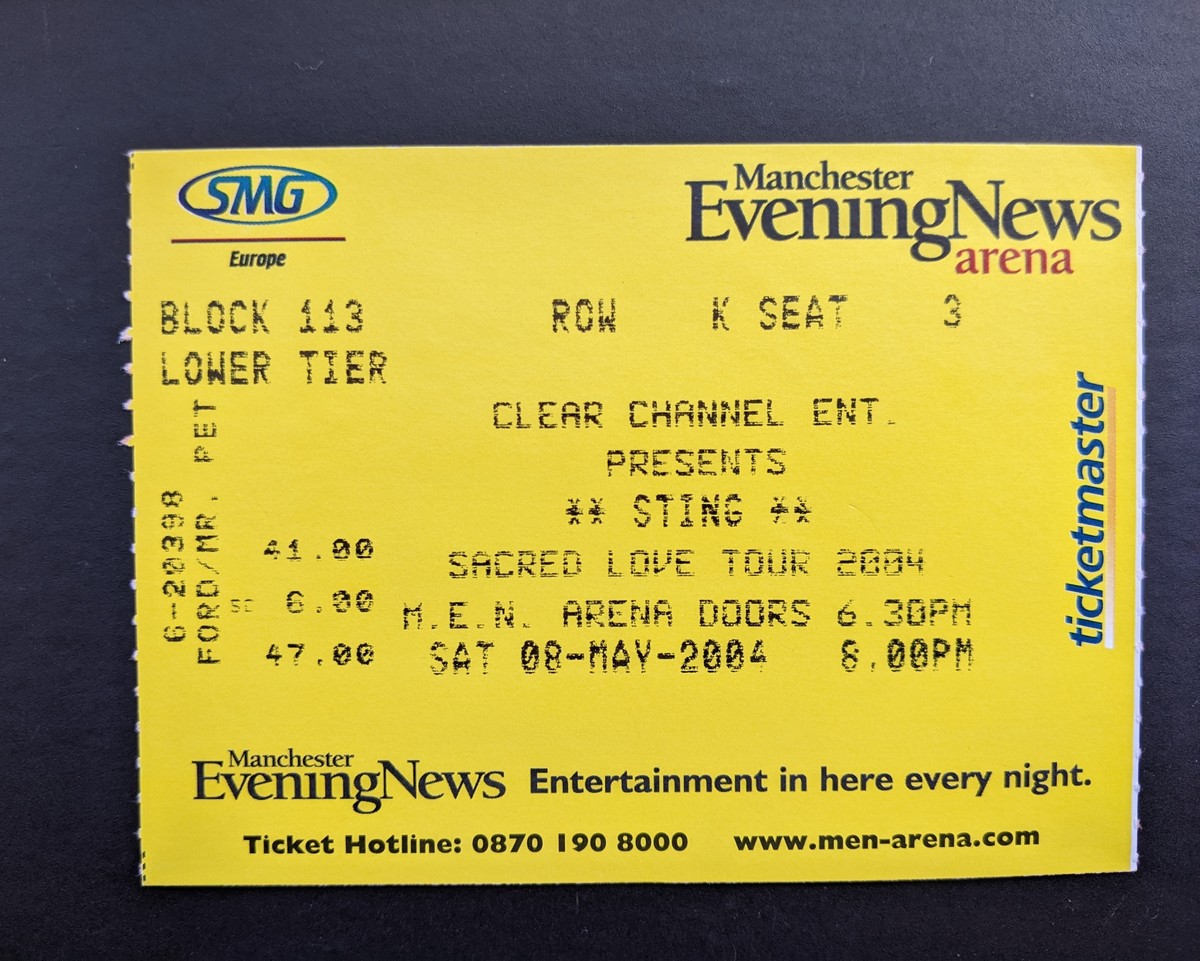 SMG
Europe
Manchester
EveningNews
arena
BLOCK 113 ROW K SEAT 3
LOWER TIER
CLEAR CHANNEL ENT.
PRESENTS
** STING **
SACRED LOVE TOUR 2004
M.E.N. ARENA DOORS 6.30PM
SAT 08-MAY-2004 8.00PM
41.00
SC 6.00
47.00
6-20398
FORD/MR. PET
ticketmaster
Manchester
EveningNews Entertainment in here every night.
Ticket Hotline: 0870 190 8000 www.men-arena.com